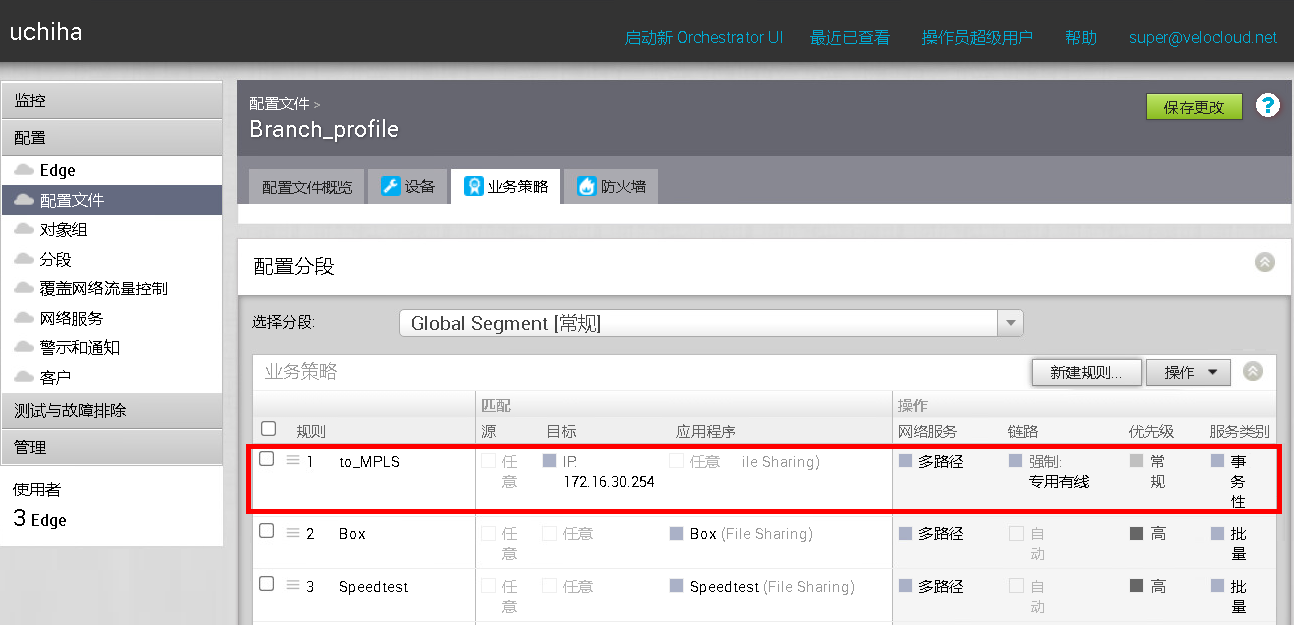 uchiha
启动新 Orchestrator UI 最近已查看 操作员超级用户 帮助 super@velocloud.net
监控
配置
Edge
配置文件
对象组
分段
覆盖网络流量控制
网络服务
警示和通知
客户
测试与故障排除
管理
使用者
3 Edge
配置文件 >
Branch_profile
保存更改 ?
配置文件概览 设备 业务策略 防火墙
配置分段
选择分段: Global Segment [常规]
业务策略 新建规则... 操作
匹配 操作
规则 源 目标 应用程序 网络服务 链路 优先级 服务类别
1 to_MPLS 任意 IP: 172.16.30.254 任意 ile Sharing) 多路径 强制: 专用有线 常规 事务性
2 Box 任意 任意 Box (File Sharing) 多路径 自动 高 批量
3 Speedtest 任意 任意 Speedtest (File Sharing) 多路径 自动 高 批量